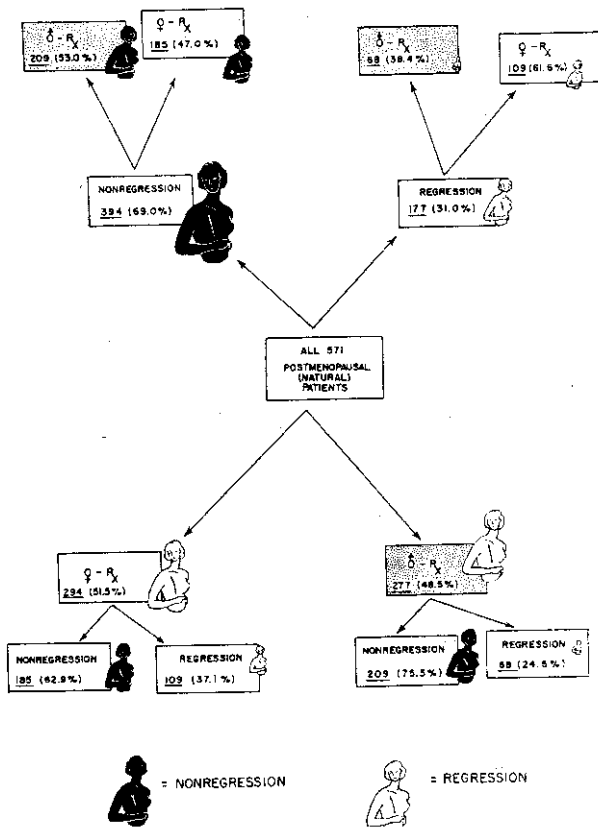 ♂ - Rx
209 (53.0%)
♀ - Rx
185 (47.0%)
♂ - Rx
68 (38.4%)
♀ - Rx
109 (61.6%)
NONREGRESSION
394 (69.0%)
REGRESSION
177 (31.0%)
ALL 571
POSTMENOPAUSAL
(NATURAL)
PATIENTS
♀ - Rx
294 (51.5%)
♂ - Rx
277 (48.5%)
NONREGRESSION
185 (62.9%)
REGRESSION
109 (37.1%)
NONREGRESSION
209 (75.5%)
REGRESSION
68 (24.5%)
= NONREGRESSION
= REGRESSION